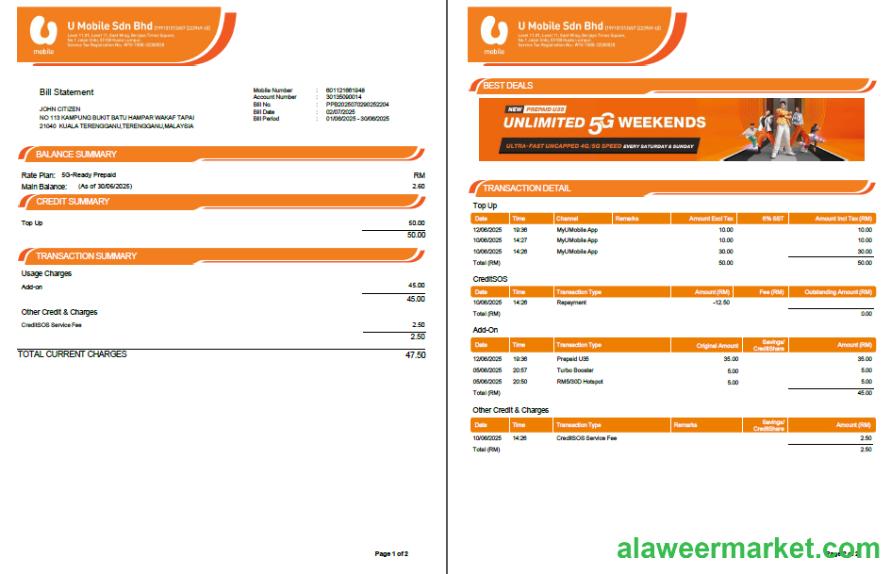 U Mobile Sdn Bhd
mobile
Bill Statement
JOHN CITIZEN
NO 113 KAMPUNG BUKIT BATU HAMPAR WAKAF TAPAI
21040 KUALA TERENGGANU,TERENGGANU,MALAYSIA
Mobile Number : 601121661948
Account Number : 30135090014
Bill No : PPB2025070290252204
Bill Date : 02/07/2025
Bill Period : 01/06/2025 - 30/06/2025
BALANCE SUMMARY
Rate Plan: 5G-Ready Prepaid RM
Main Balance: (As of 30/06/2025) 2.60
CREDIT SUMMARY
Top Up 50.00
50.00
TRANSACTION SUMMARY
Usage Charges
Add-on 45.00
45.00
Other Credit & Charges
CreditSOS Service Fee 2.50
2.50
TOTAL CURRENT CHARGES 47.50
Page 1 of 2
U Mobile Sdn Bhd
mobile
BEST DEALS
NEW PREPAID U35
UNLIMITED 5G WEEKENDS
ULTRA-FAST UNCAPPED 4G/5G SPEED EVERY SATURDAY & SUNDAY
TRANSACTION DETAIL
Top Up
Date Time Channel Remarks Amount Excl Tax 6% SST Amount Incl Tax (RM)
12/06/2025 19:36 MyUMobile App 10.00 10.00
10/06/2025 14:27 MyUMobile App 10.00 10.00
10/06/2025 14:26 MyUMobile App 30.00 30.00
Total (RM) 50.00 50.00
CreditSOS
Date Time Transaction Type Amount (RM) Fee (RM) Outstanding Amount (RM)
10/06/2025 14:26 Repayment -12.50
Total (RM) 0.00
Add-On
Date Time Transaction Type Original Amount Savings/ CreditShare Amount (RM)
12/06/2025 19:36 Prepaid U35 35.00 35.00
05/06/2025 20:57 Turbo Booster 5.00 5.00
05/06/2025 20:50 RM5/30D Hotspot 5.00 5.00
Total (RM) 45.00
Other Credit & Charges
Date Time Transaction Type Remarks Savings/ CreditShare Amount (RM)
10/06/2025 14:26 CreditSOS Service Fee 2.50
Total (RM) 2.50
alaweermarket.com